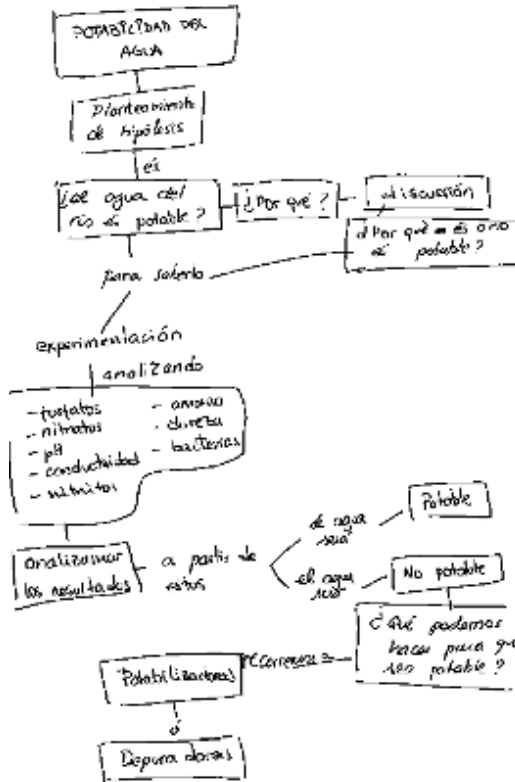 POTABILIDAD DEL
AGUA
Planteamiento
de hipótesis
es
¿el agua del
río es potable?
¿Por qué?
discusión
¿Por qué es o no
es potable?
para saberlo
experimentación
analizando
- fosfatos
- nitratos
- pH
- conductividad
- nitritos
- amonio
- dureza
- bacterias
analizamos
los resultados
a partir de
estos
el agua
será
Potable
el agua
será
No potable
¿Qué podemos
hacer para que
sea potable?
Potabilizadoras
ó
Depuradoras